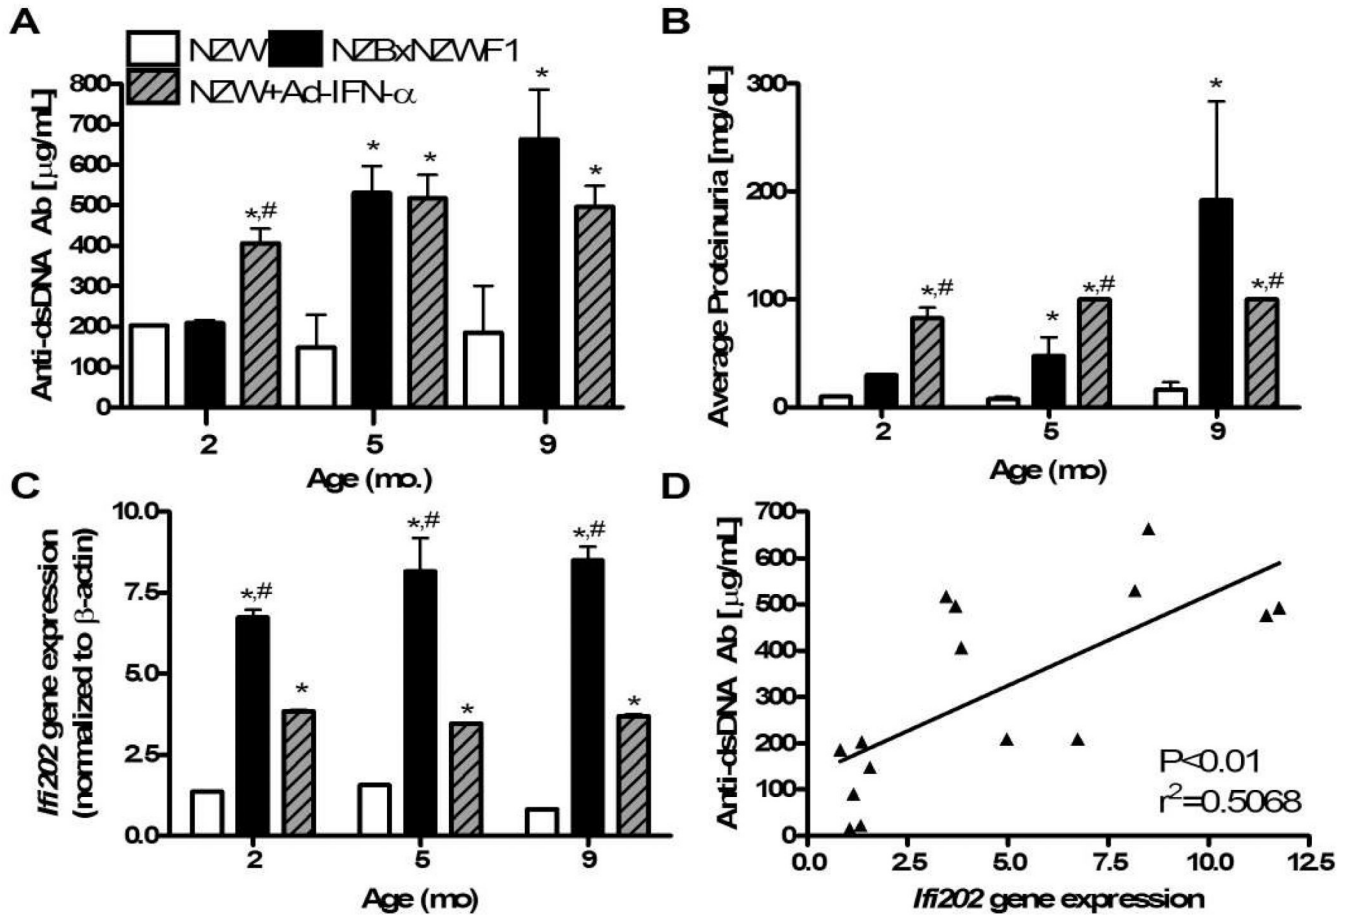 A
NZW NZBxNZWF1
NZW+Ad-IFN-α
Anti-dsDNA Ab [μg/mL]
800
700
600
500
400
300
200
100
0
*,#
*
*
*
*
2 5 9
Age (mo.)
B
Average Proteinuria [mg/dL]
300
200
100
0
*,#
*
*,#
*
*,#
2 5 9
Age (mo)
C
Ifi202 gene expression
(normalized to β-actin)
10.0
7.5
5.0
2.5
0.0
*,#
*
*,#
*
*,#
*
2 5 9
Age (mo)
D
Anti-dsDNA Ab [μg/mL]
700
600
500
400
300
200
100
0
P<0.01
r²=0.5068
0.0 2.5 5.0 7.5 10.0 12.5
Ifi202 gene expression